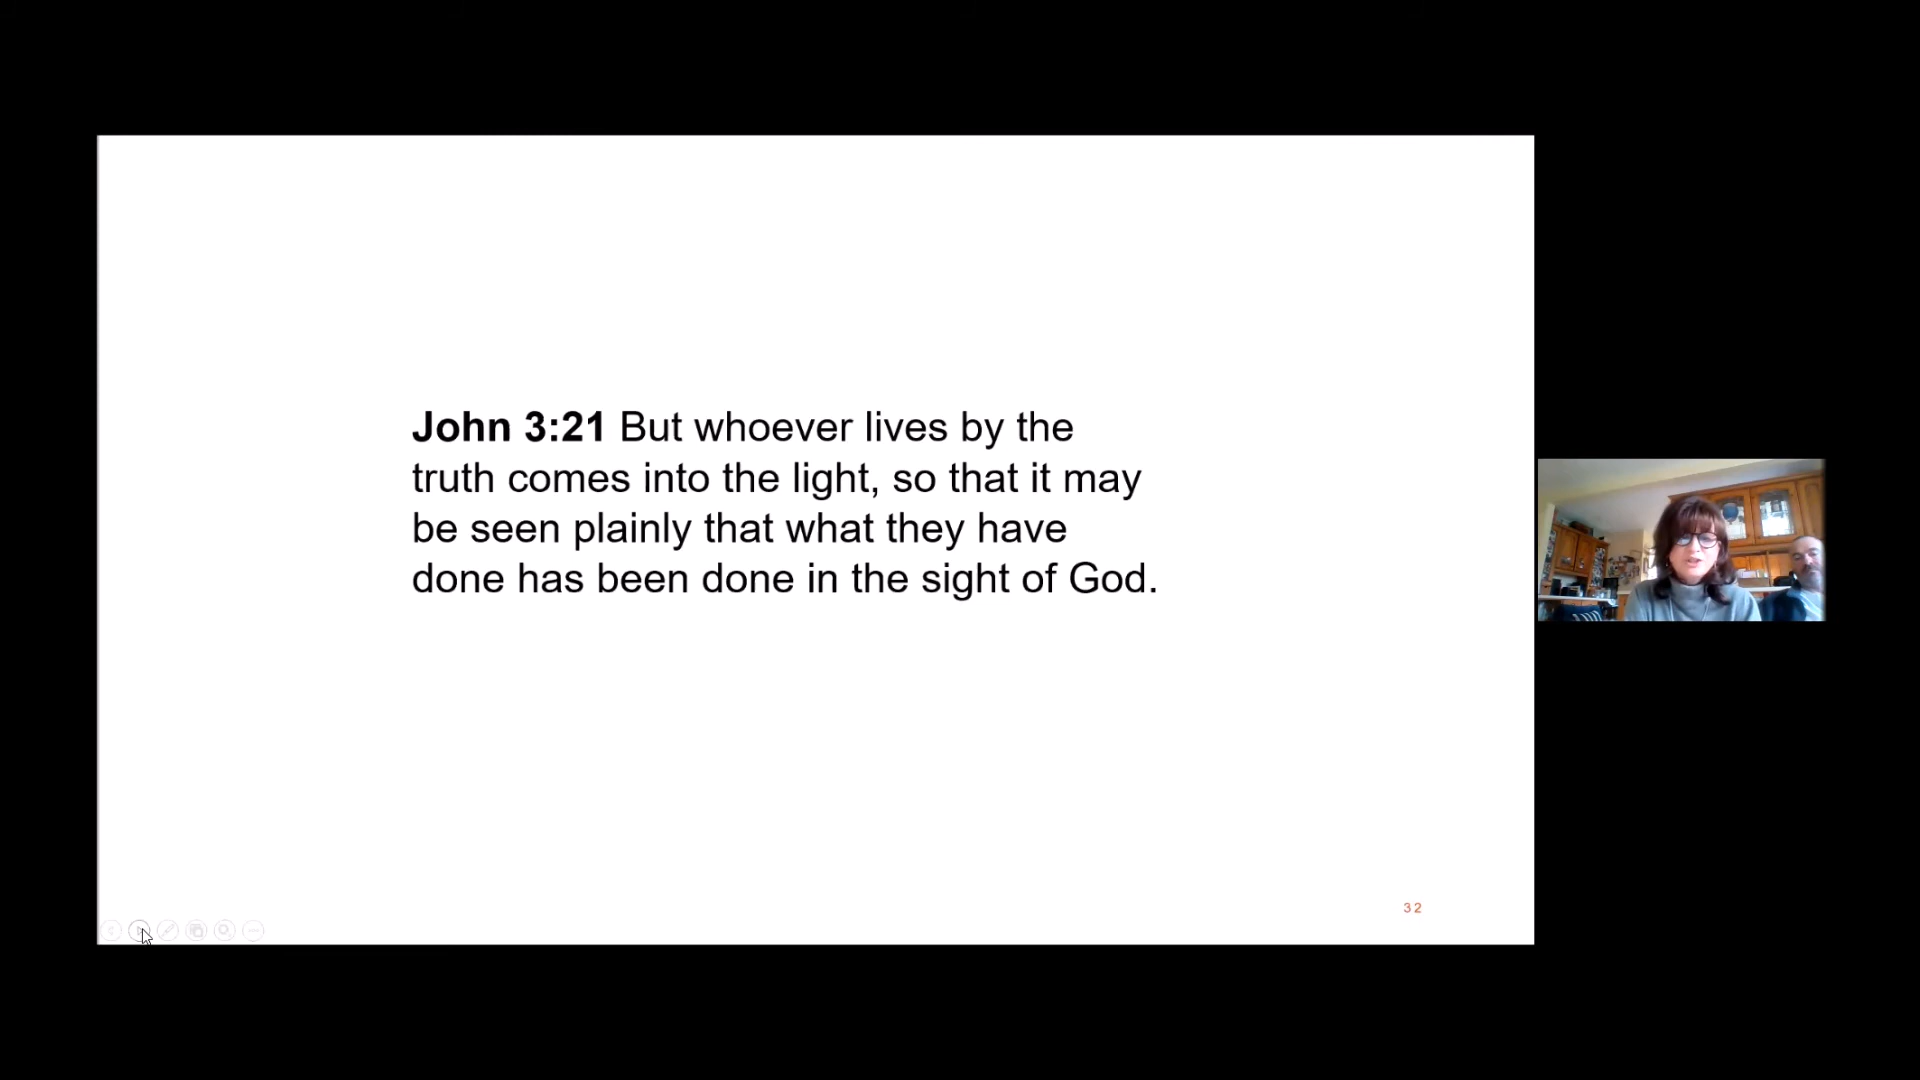 John 3:21 But whoever lives by the
truth comes into the light, so that it may
be seen plainly that what they have
done has been done in the sight of God.
32